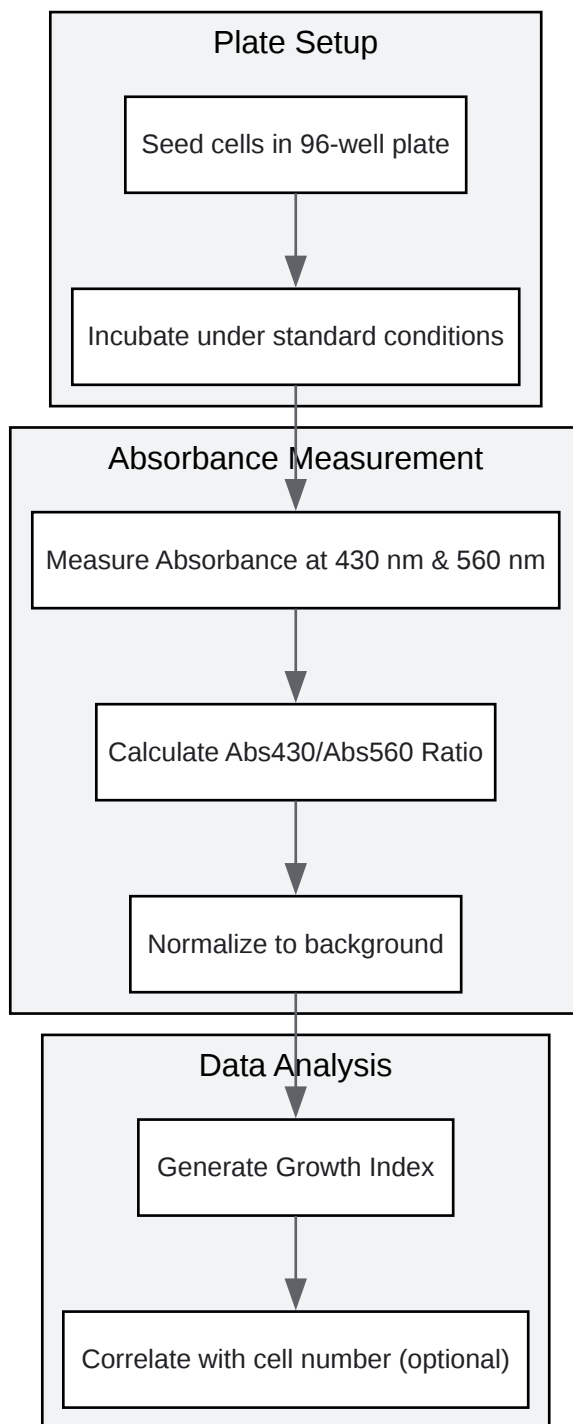 Plate Setup
Seed cells in 96-well plate
Incubate under standard conditions
Absorbance Measurement
Measure Absorbance at 430 nm & 560 nm
Calculate Abs430/Abs560 Ratio
Normalize to background
Data Analysis
Generate Growth Index
Correlate with cell number (optional)